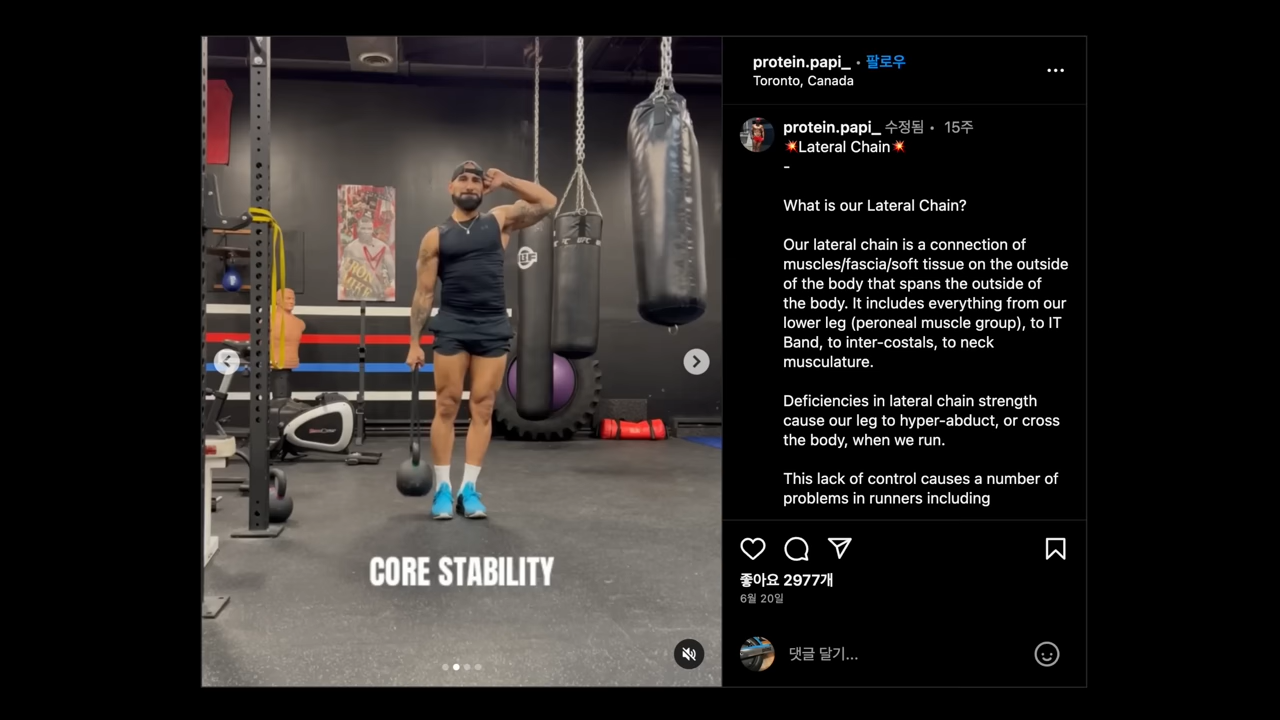 protein.papi_ • 팔로우
Toronto, Canada
protein.papi_ 수정됨 • 15주
💥Lateral Chain💥
-
What is our Lateral Chain?
Our lateral chain is a connection of
muscles/fascia/soft tissue on the outside
of the body that spans the outside of
the body. It includes everything from our
lower leg (peroneal muscle group), to IT
Band, to inter-costals, to neck
musculature.
Deficiencies in lateral chain strength
cause our leg to hyper-abduct, or cross
the body, when we run.
This lack of control causes a number of
problems in runners including
CORE STABILITY
좋아요 2977개
6월 20일
댓글 달기...